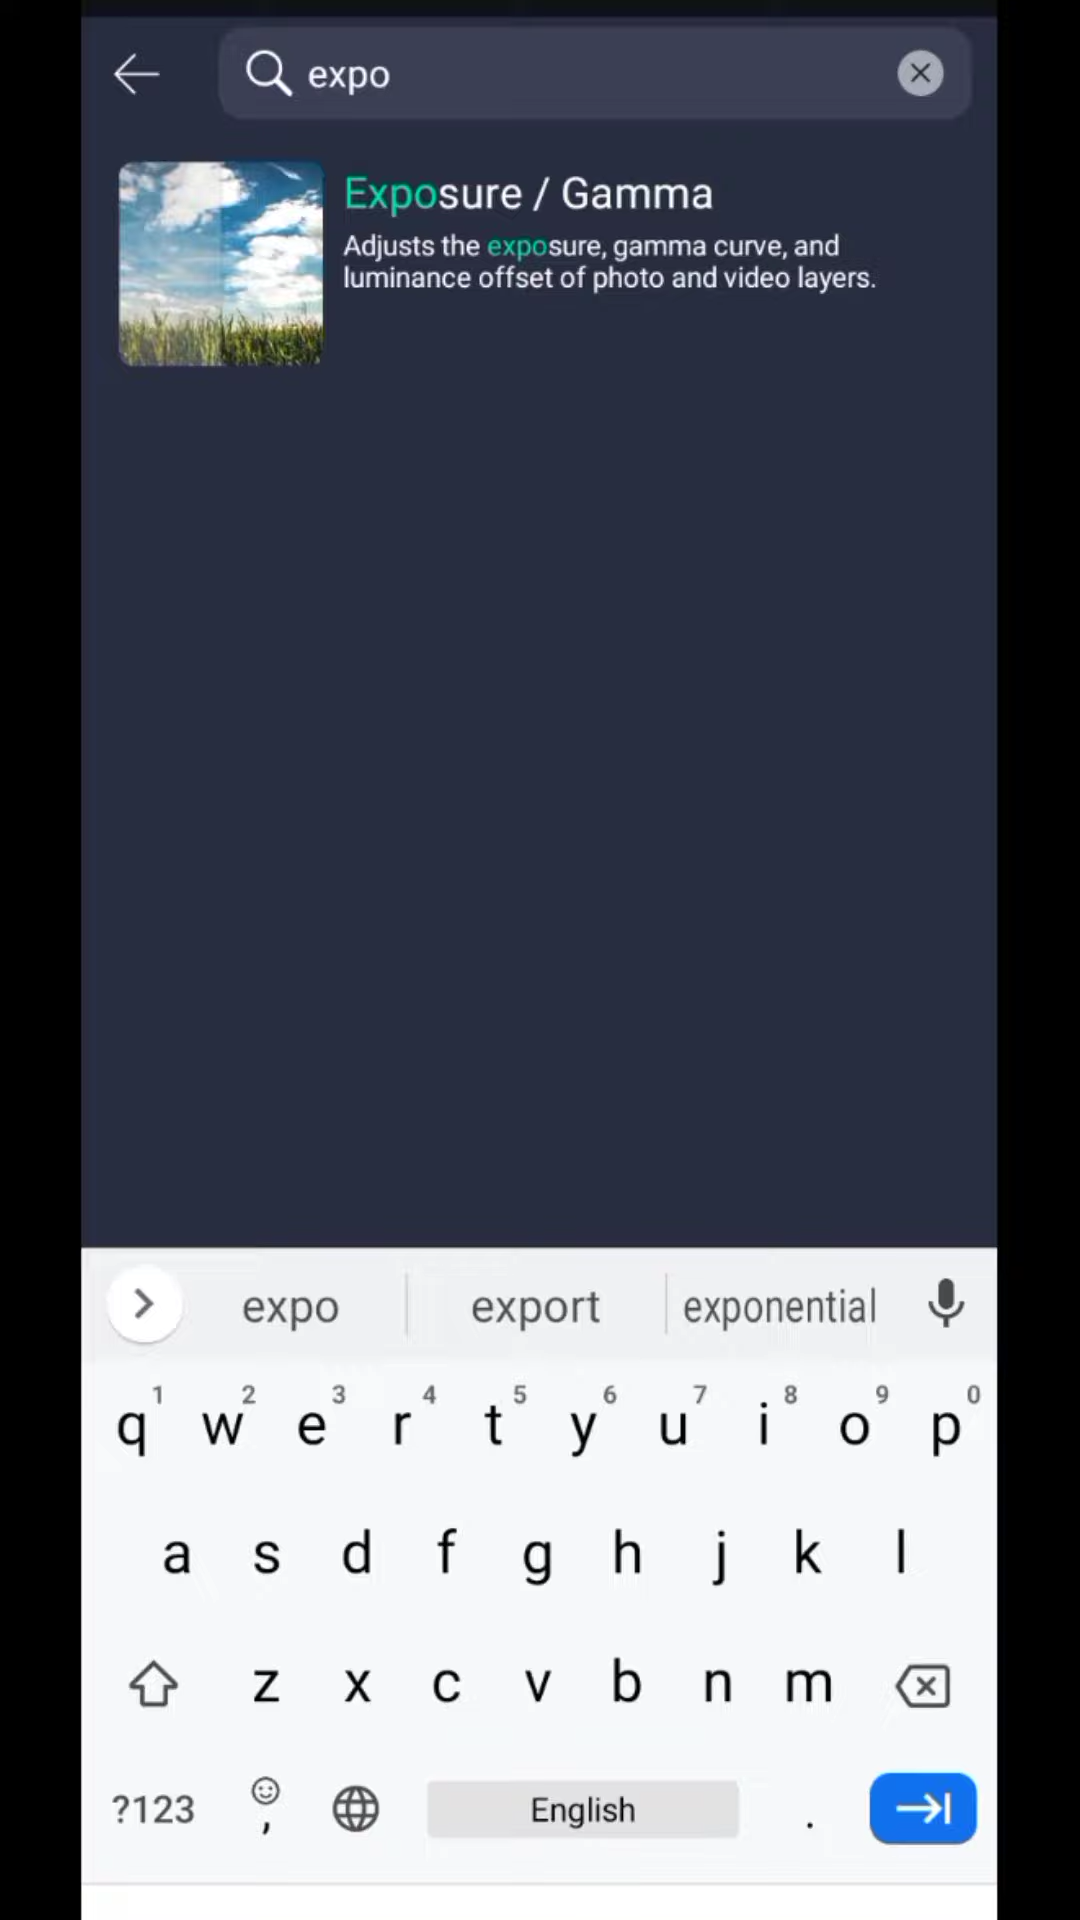 expo
Exposure / Gamma
Adjusts the exposure, gamma curve, and
luminance offset of photo and video layers.
expo export exponential
1 2 3 4 5 6 7 8 9 0
q w e r t y u i o p
a s d f g h j k l
z x c v b n m
?123 , English .